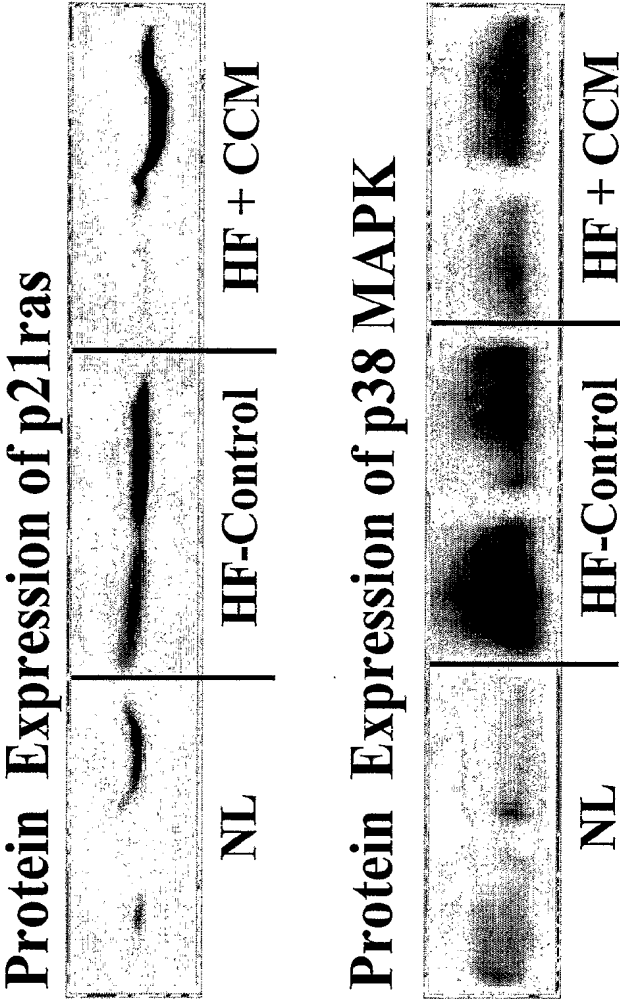 Protein Expression of p21ras
NL HF-Control HF + CCM
Protein Expression of p38 MAPK
NL HF-Control HF + CCM